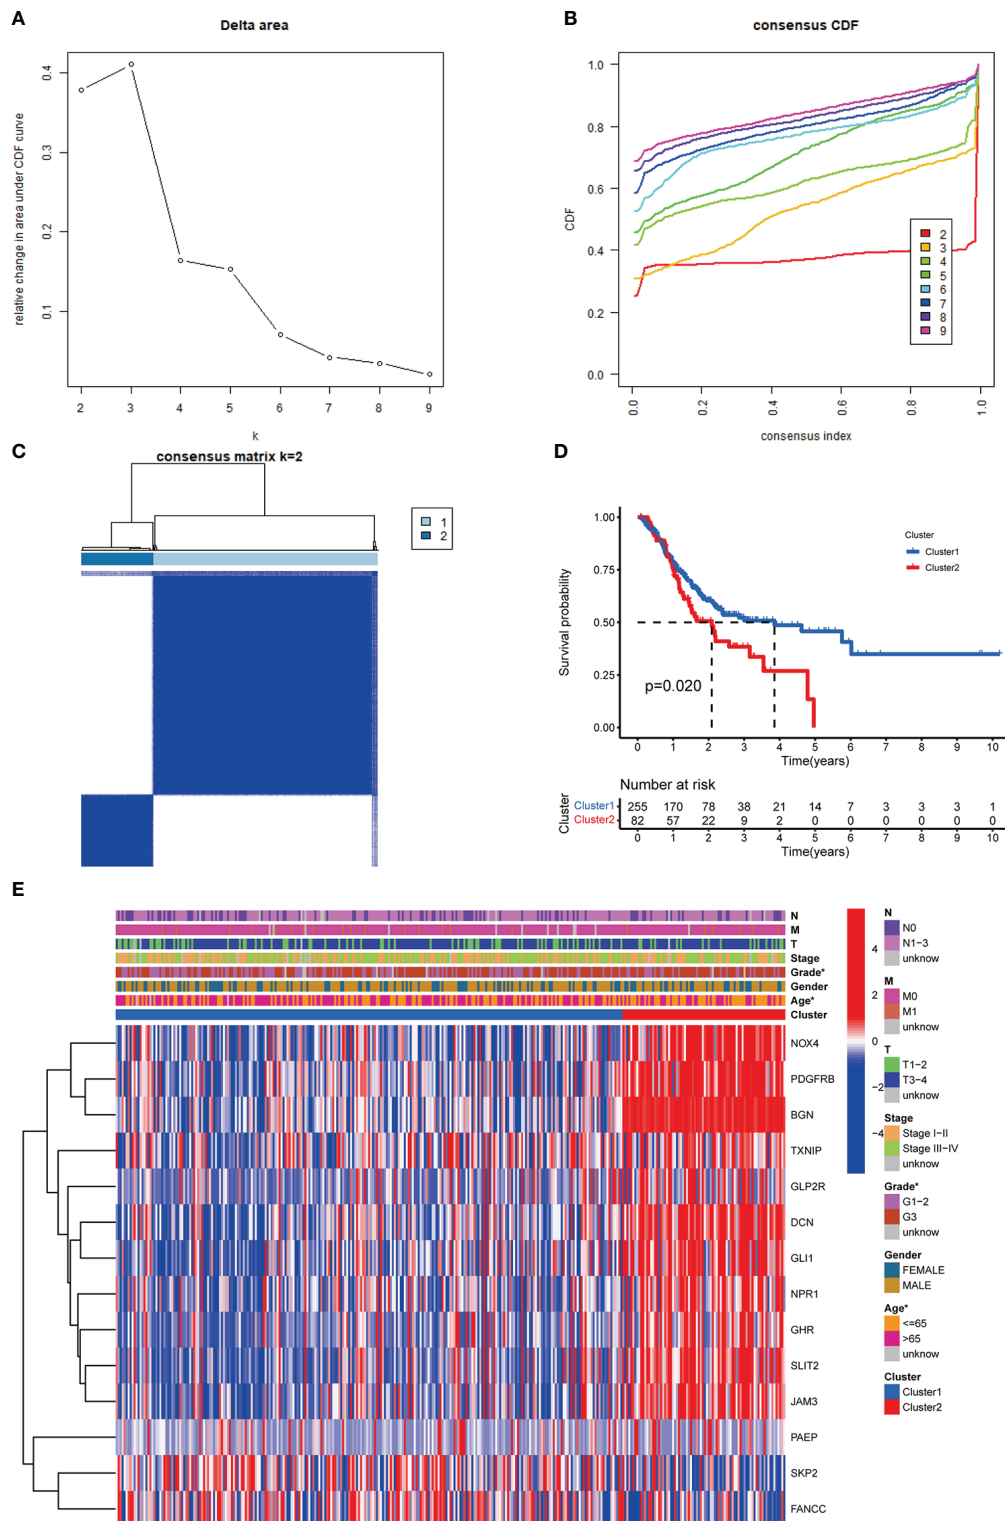 A
Delta area
relative change in area under CDF curve
0.4
0.3
0.2
0.1
2 3 4 5 6 7 8 9
k
B
consensus CDF
CDF
1.0
0.8
0.6
0.4
0.2
0.0
2
3
4
5
6
7
8
9
0.0 0.2 0.4 0.6 0.8 1.0
consensus index
C
consensus matrix k=2
1
2
D
Survival probability
1.00
0.75
0.50
0.25
0.00
Cluster
Cluster1
Cluster2
p=0.020
0 1 2 3 4 5 6 7 8 9 10
Time(years)
Number at risk
Cluster
Cluster1 255 170 78 38 21 14 7 3 3 3 1
Cluster2 82 57 22 9 2 0 0 0 0 0 0
0 1 2 3 4 5 6 7 8 9 10
Time(years)
E
N
M
T
Stage
Grade*
Gender
Age*
Cluster
NOX4
PDGFRB
BGN
TXNIP
GLP2R
DCN
GLI1
NPR1
GHR
SLIT2
JAM3
PAEP
SKP2
FANCC
4
2
0
−2
−4
N
N0
N1−3
unknow
M
M0
M1
unknow
T
T1−2
T3−4
unknow
Stage
Stage I−II
Stage III−IV
unknow
Grade*
G1−2
G3
unknow
Gender
FEMALE
MALE
Age*
<=65
>65
unknow
Cluster
Cluster1
Cluster2